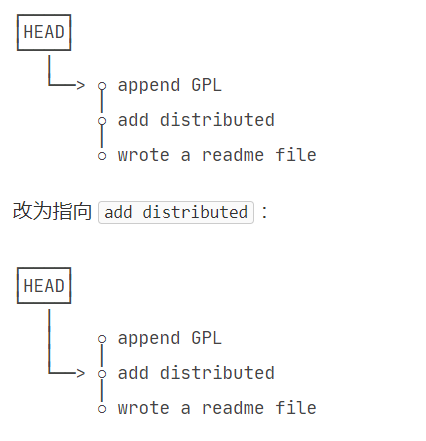 HEAD
append GPL
add distributed
wrote a readme file
改为指向 add distributed :
HEAD
append GPL
add distributed
wrote a readme file